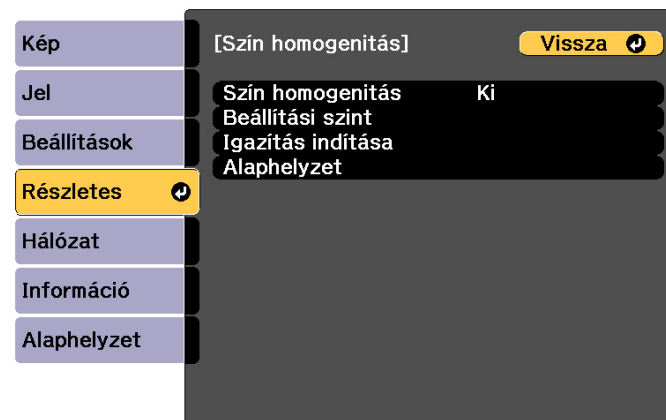 Kép
Jel
Beállítások
Részletes
Hálózat
Információ
Alaphelyzet
[Szín homogenitás]
Vissza
Szín homogenitás Ki
Beállítási szint
Igazítás indítása
Alaphelyzet